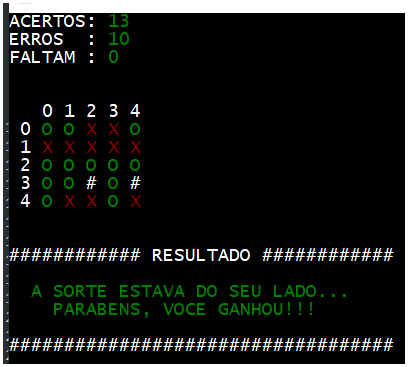 ACERTOS: 13
ERROS  : 10
FALTAM : 0
0 1 2 3 4
0 O O X X O
1 X X X X X
2 O O O O O
3 O O # O #
4 O X X O X
############ RESULTADO ############
A SORTE ESTAVA DO SEU LADO...
PARABENS, VOCE GANHOU!!!
###################################